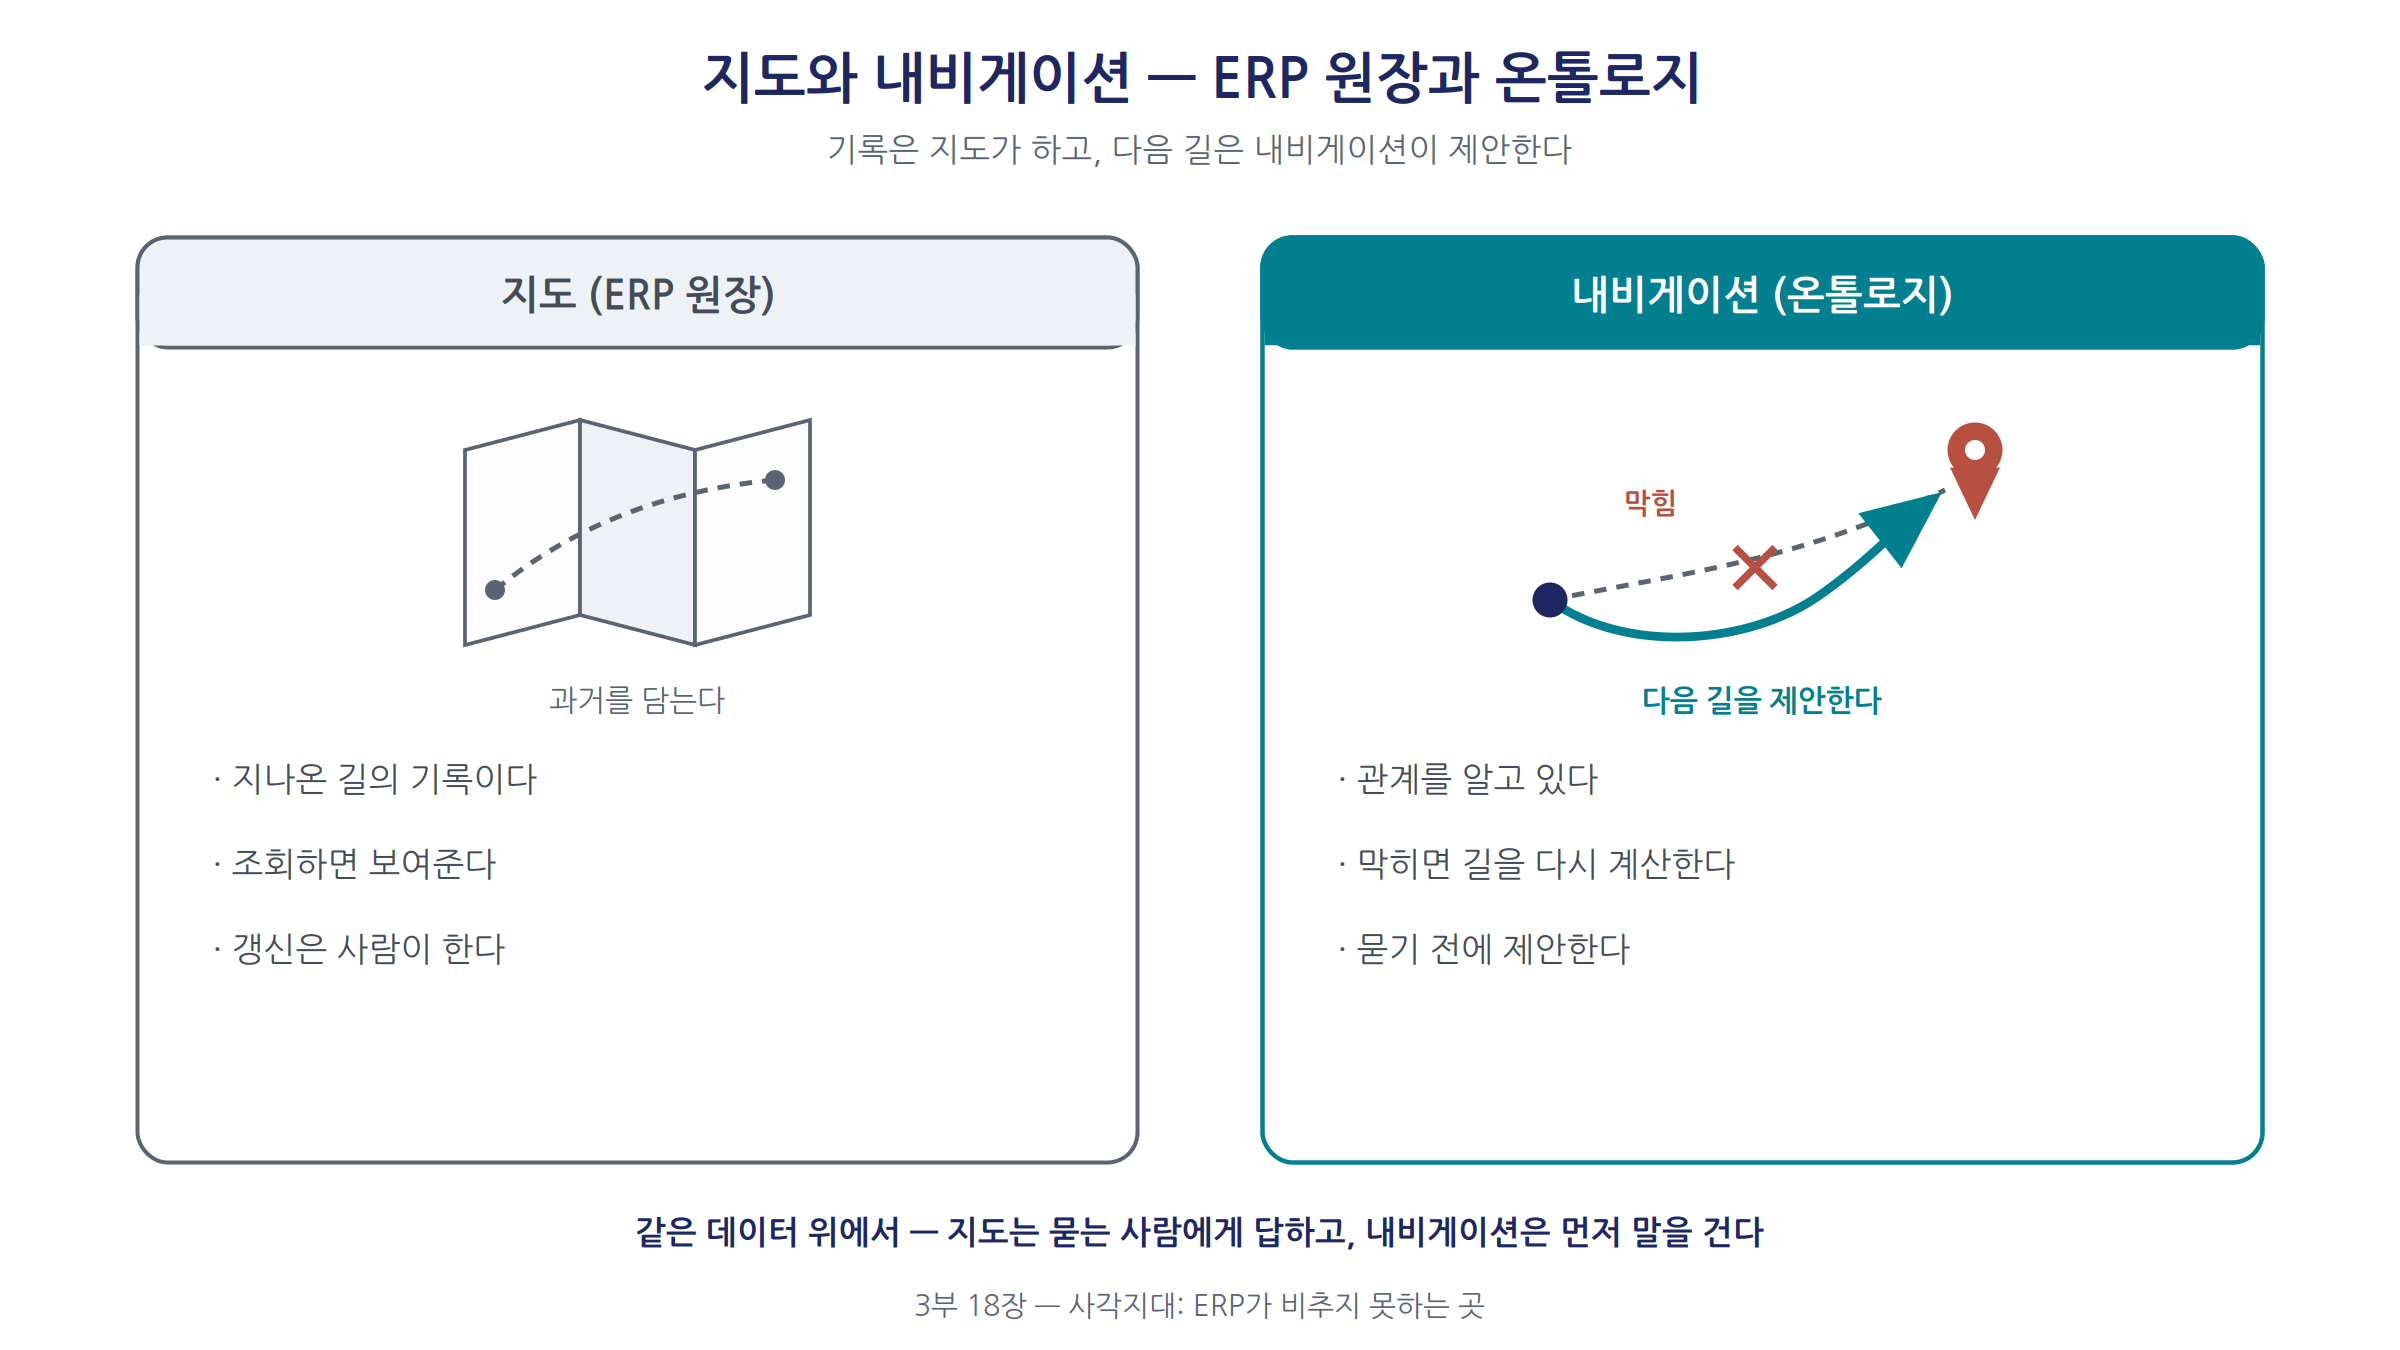 지도와 내비게이션 — ERP 원장과 온톨로지
기록은 지도가 하고, 다음 길은 내비게이션이 제안한다
지도 (ERP 원장)
과거를 담는다
· 지나온 길의 기록이다
· 조회하면 보여준다
· 갱신은 사람이 한다
내비게이션 (온톨로지)
막힘
다음 길을 제안한다
· 관계를 알고 있다
· 막히면 길을 다시 계산한다
· 묻기 전에 제안한다
같은 데이터 위에서 — 지도는 묻는 사람에게 답하고, 내비게이션은 먼저 말을 건다
3부 18장 — 사각지대: ERP가 비추지 못하는 곳